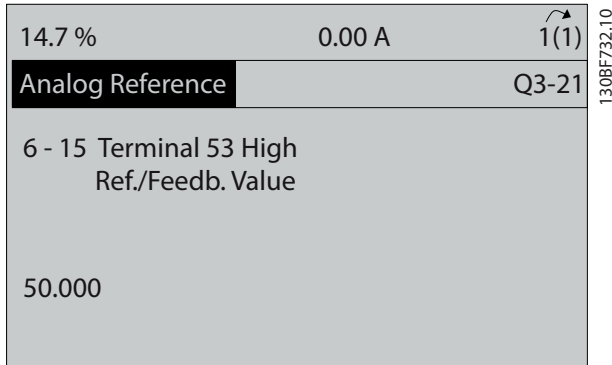 14.7 % 0.00 A 1(1)
Analog Reference Q3-21
6 - 15 Terminal 53 High
Ref./Feedb. Value
50.000
130BF732.10